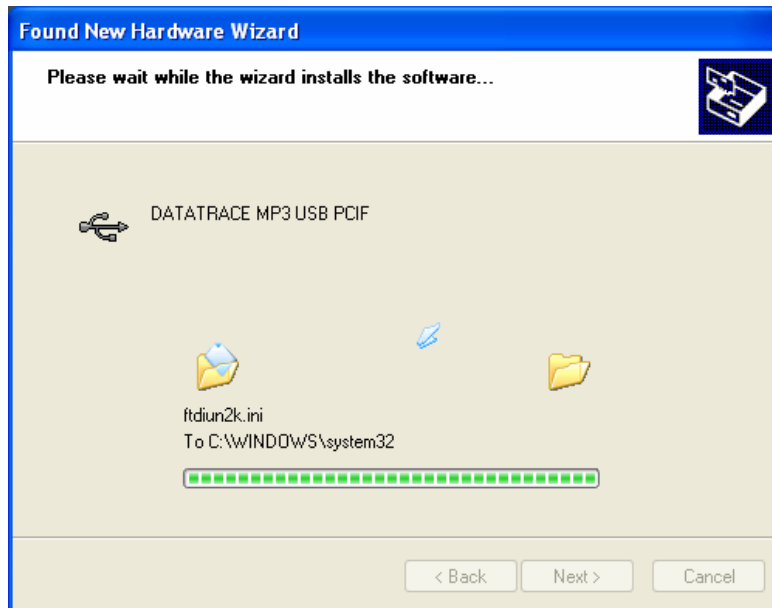 Found New Hardware Wizard
Please wait while the wizard installs the software...
DATATRACE MP3 USB PCIF
ftdiun2k.ini
To C:\WINDOWS\system32
< Back Next > Cancel